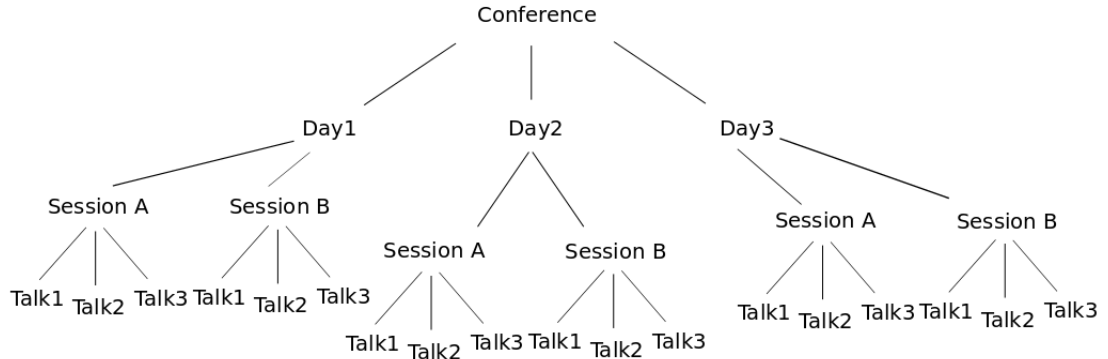 Conference
Day1 Day2 Day3
Session A Session B Session A Session B Session A Session B
Talk1 Talk2 Talk3 Talk1 Talk2 Talk3 Talk1 Talk2 Talk3 Talk1 Talk2 Talk3 Talk1 Talk2 Talk3 Talk1 Talk2 Talk3